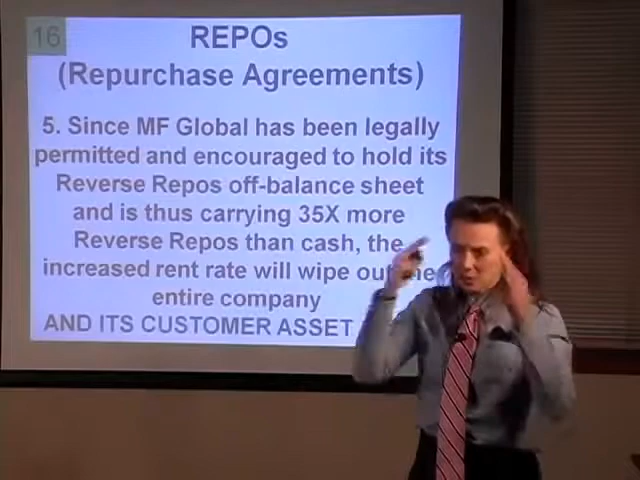 16
REPOs
(Repurchase Agreements)
5. Since MF Global has been legally
permitted and encouraged to hold its
Reverse Repos off-balance sheet
and is thus carrying 35X more
Reverse Repos than cash, the
increased rent rate will wipe out
entire company
AND ITS CUSTOMER ASSET